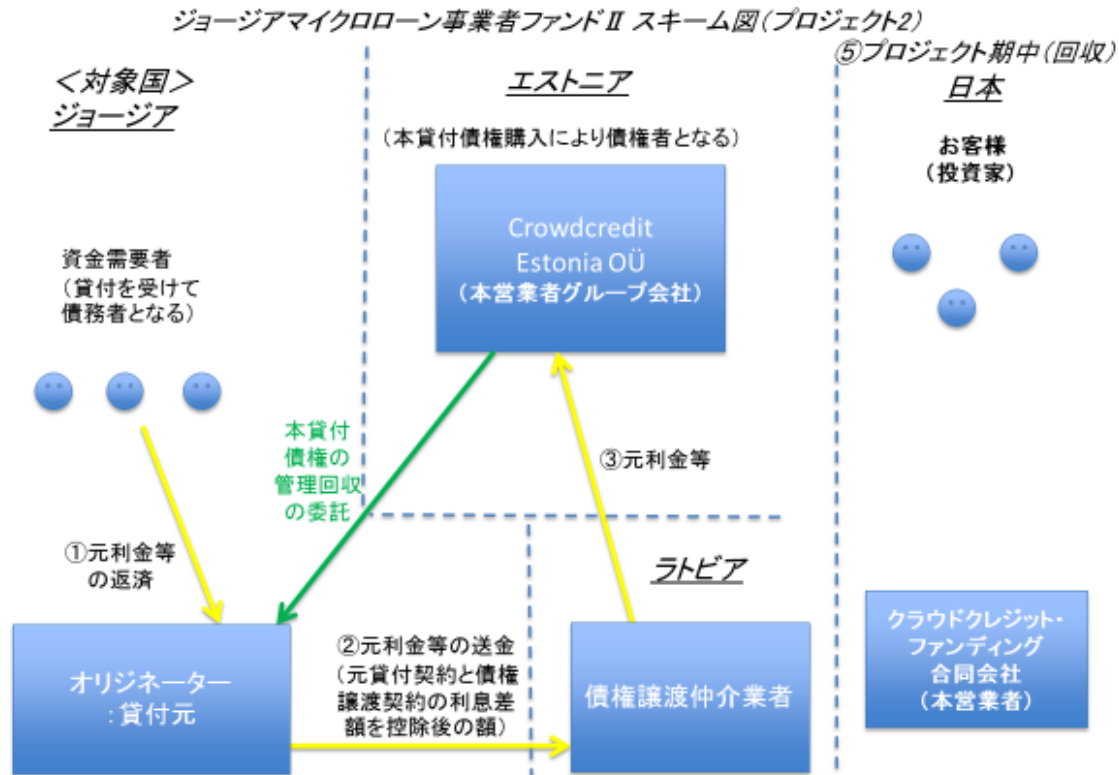 ジョージアマイクロローン事業者ファンドⅡ スキーム図(プロジェクト2)
⑤プロジェクト期中(回収)
＜対象国＞
ジョージア
エストニア
日本
(本貸付債権購入により債権者となる)
お客様
(投資家)
Crowdcredit
Estonia OÜ
(本営業者グループ会社)
資金需要者
(貸付を受けて
債務者となる)
本貸付
債権の
管理回収
の委託
③元利金等
①元利金等
の返済
ラトビア
オリジネーター
:貸付元
②元利金等の送金
(元貸付契約と債権
譲渡契約の利息差
額を控除後の額)
債権譲渡仲介業者
クラウドクレジット・
ファンディング
合同会社
(本営業者)